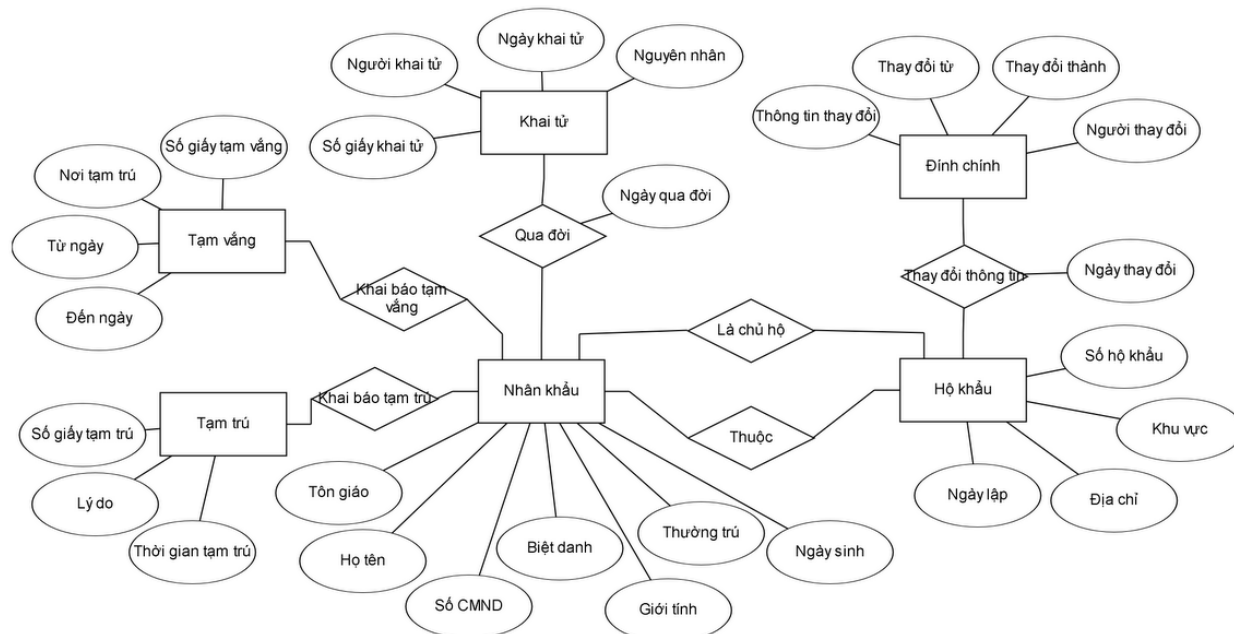 Ngày khai tử
Người khai tử
Nguyên nhân
Khai tử
Số giấy khai tử
Thay đổi từ
Thay đổi thành
Thông tin thay đổi
Người thay đổi
Đính chính
Số giấy tạm vắng
Nơi tạm trú
Từ ngày
Tạm vắng
Đến ngày
Ngày qua đời
Qua đời
Khai báo tạm
vắng
Thay đổi thông tin
Ngày thay đổi
Là chủ hộ
Số hộ khẩu
Nhân khẩu
Hộ khẩu
Khai báo tạm trú
Tạm trú
Số giấy tạm trú
Lý do
Thời gian tạm trú
Thuộc
Khu vực
Ngày lập
Địa chỉ
Tôn giáo
Họ tên
Số CMND
Biệt danh
Giới tính
Thường trú
Ngày sinh